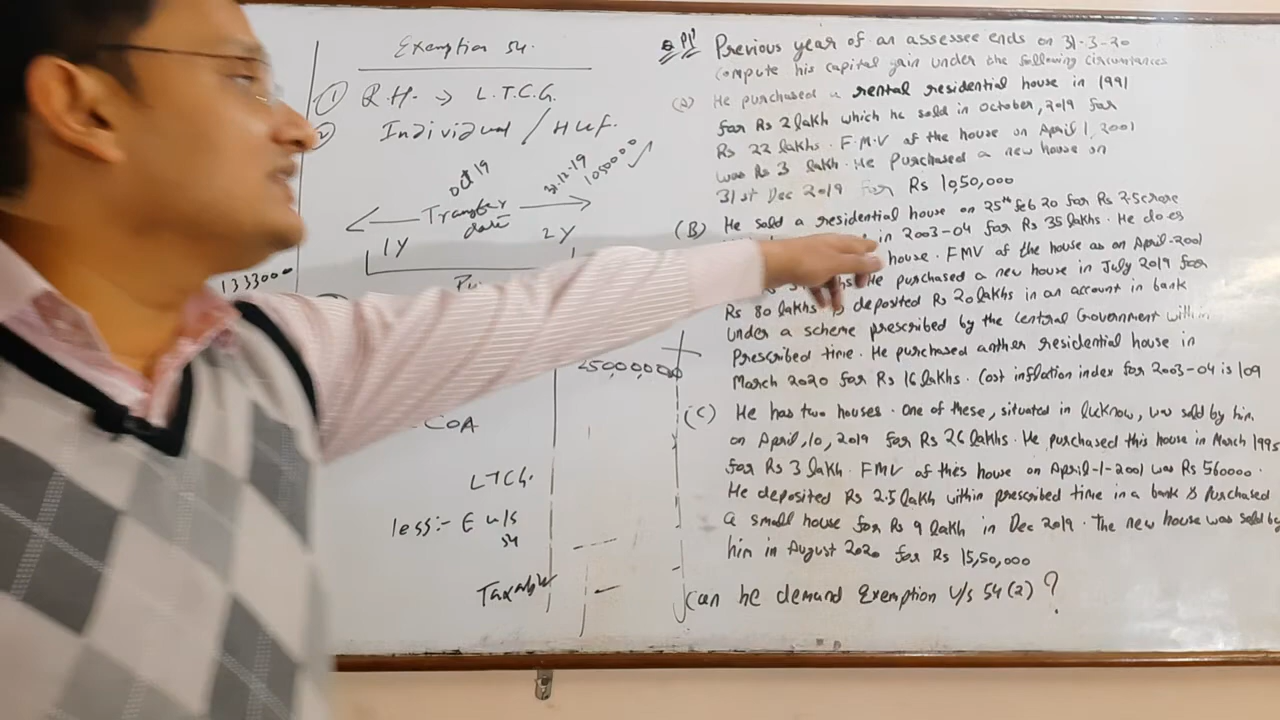 Exemption 54.
① R.H. → L.T.C.G.
② Individual / HUF.
Oct 19
31-12-19
1050000 ✓
Transfer
date
1Y
2Y
1333000
COA
LTCG.
less:- E u/s
54
Taxable
Previous year of an assessee ends on 31-3-20
compute his capital gain under the following circumstances
(A) He purchased a rental residential house in 1991
for Rs 2 lakh which he sold in October, 2019 for
Rs 22 lakhs. F.M.V of the house on April 1, 2001
was Rs 3 lakh. He purchased a new house on
31st Dec 2019 for Rs 1050,000
(B) He sold a residential house on 25th feb 20 for Rs 2.5crore
in 2003-04 for Rs 35 lakhs. He does
house. FMV of the house as on April-2001
He purchased a new house in July 2019 for
Rs 80 lakhs & deposited Rs 20 lakhs in an account in bank
under a scheme prescribed by the Central Government within
Prescribed time. He purchased anther residential house in
March 2020 for Rs 16 lakhs. Cost inflation index for 2003-04 is 109
(C) He has two houses. One of these, situated in lucknow, was sold by him
on April, 10, 2019 for Rs 26 lakhs. He purchased this house in March 1995
for Rs 3 lakh. FMV of this house on April-1-2001 was Rs 560000.
He deposited Rs 2.5 lakh within prescribed time in a bank & Purchased
a small house for Rs 9 lakh in Dec 2019. The new house was sold by
him in August 2020 for Rs 15,50,000
Can he demand Exemption U/s 54(2) ?